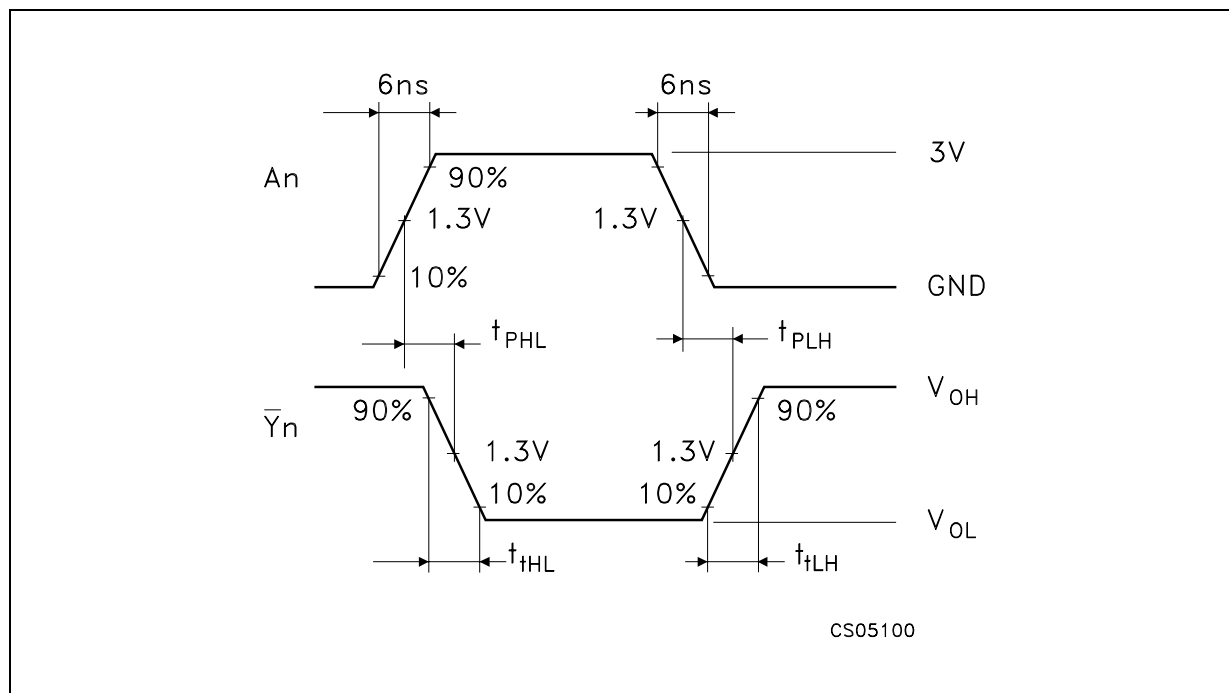 6ns 6ns
3V
An
90%
1.3V 1.3V
10%
GND
tPHL tPLH
VOH
90% 90%
Y̅n
1.3V 1.3V
10% 10%
VOL
ttHL ttLH
CS05100